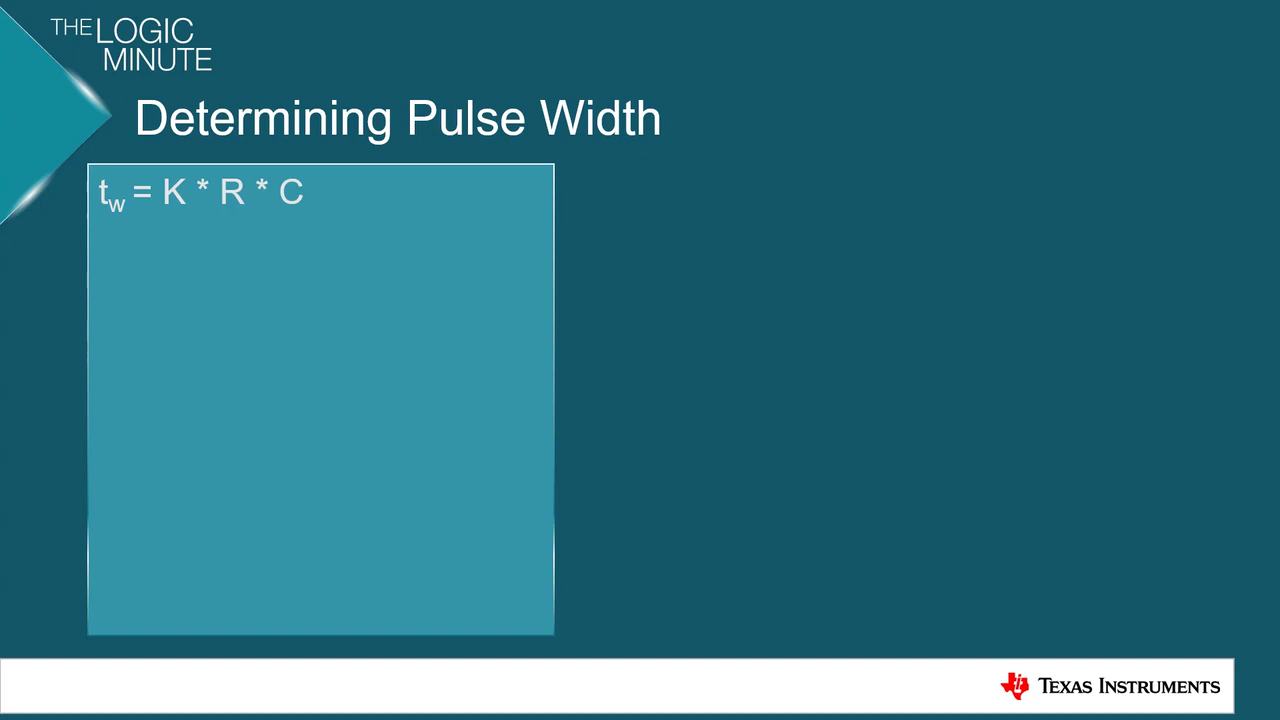 THE LOGIC
MINUTE
Determining Pulse Width
tw = K * R * C
TEXAS INSTRUMENTS